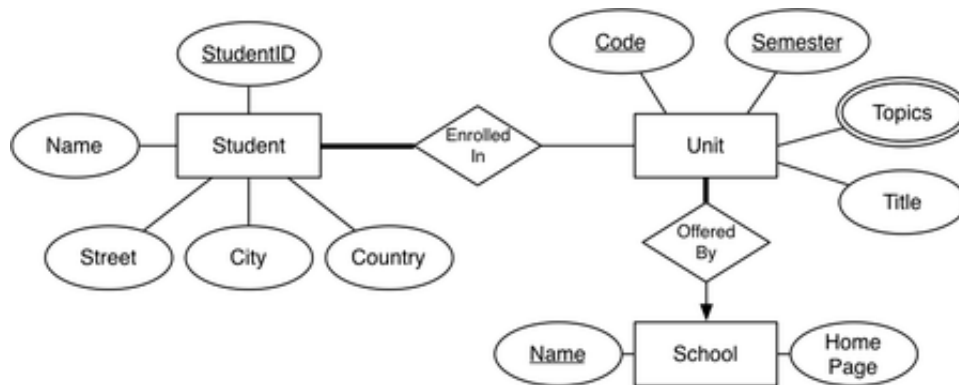 StudentID
Code
Semester
Topics
Name
Student
Enrolled
In
Unit
Title
Street
City
Country
Offered
By
Name
School
Home
Page